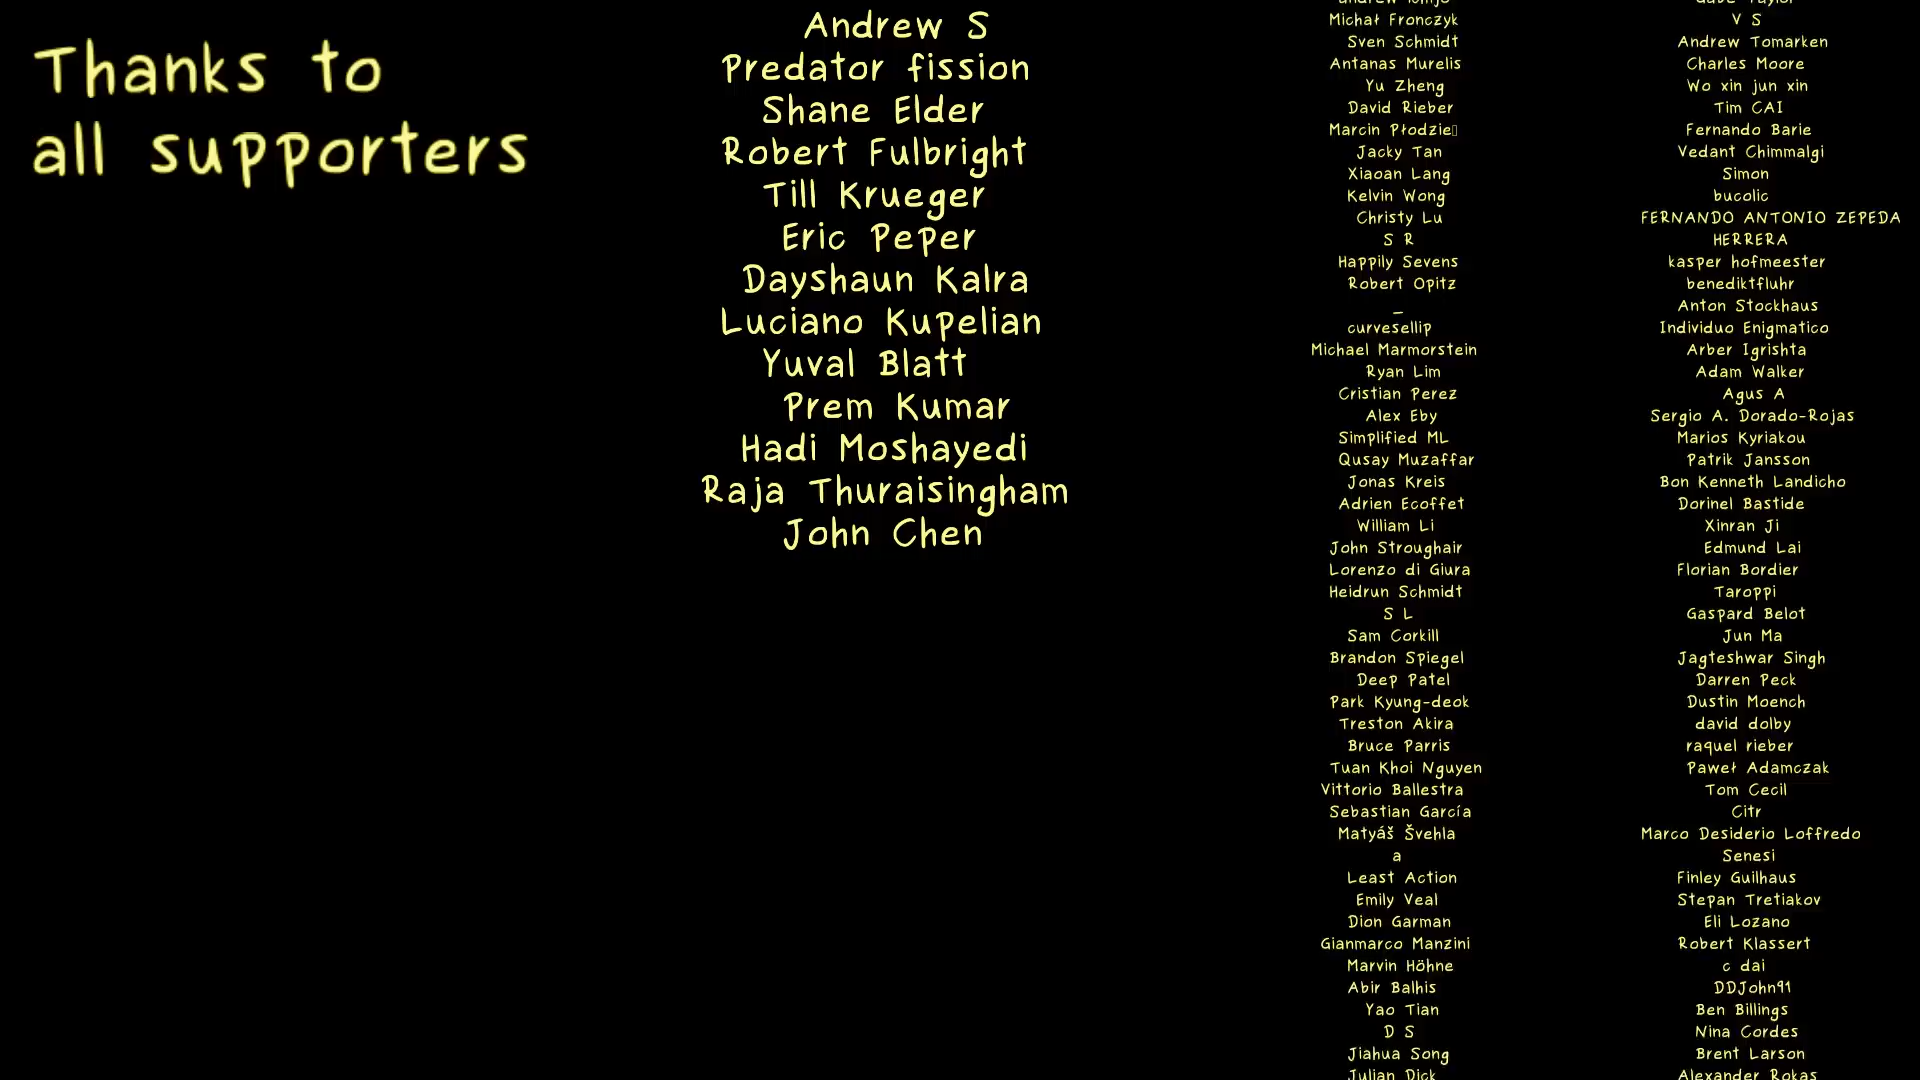 Thanks to
all supporters
Andrew S
Predator fission
Shane Elder
Robert Fulbright
Till Krueger
Eric Peper
Dayshaun Kalra
Luciano Kupelian
Yuval Blatt
Prem Kumar
Hadi Moshayedi
Raja Thuraisingham
John Chen
Michał Fronczyk
Sven Schmidt
Antanas Murelis
Yu Zheng
David Rieber
Marcin Płodzie▯
Jacky Tan
Xiaoan Lang
Kelvin Wong
Christy Lu
S R
Happily Sevens
Robert Opitz
_
curvesellip
Michael Marmorstein
Ryan Lim
Cristian Perez
Alex Eby
Simplified ML
Qusay Muzaffar
Jonas Kreis
Adrien Ecoffet
William Li
John Stroughair
Lorenzo di Giura
Heidrun Schmidt
S L
Sam Corkill
Brandon Spiegel
Deep Patel
Park Kyung-deok
Treston Akira
Bruce Parris
Tuan Khoi Nguyen
Vittorio Ballestra
Sebastian García
Matyáš Švehla
a
Least Action
Emily Veal
Dion Garman
Gianmarco Manzini
Marvin Höhne
Abir Balhis
Yao Tian
D S
Jiahua Song
Julian Dick
V S
Andrew Tomarken
Charles Moore
Wo xin jun xin
Tim CAI
Fernando Barie
Vedant Chimmalgi
Simon
bucolic
FERNANDO ANTONIO ZEPEDA
HERRERA
kasper hofmeester
benediktfluhr
Anton Stockhaus
Individuo Enigmatico
Arber Igrishta
Adam Walker
Agus A
Sergio A. Dorado-Rojas
Marios Kyriakou
Patrik Jansson
Bon Kenneth Landicho
Dorinel Bastide
Xinran Ji
Edmund Lai
Florian Bordier
Taroppi
Gaspard Belot
Jun Ma
Jagteshwar Singh
Darren Peck
Dustin Moench
david dolby
raquel rieber
Paweł Adamczak
Tom Cecil
Citr
Marco Desiderio Loffredo
Senesi
Finley Guilhaus
Stepan Tretiakov
Eli Lozano
Robert Klassert
c dai
DDJohn91
Ben Billings
Nina Cordes
Brent Larson
Alexander Rokas